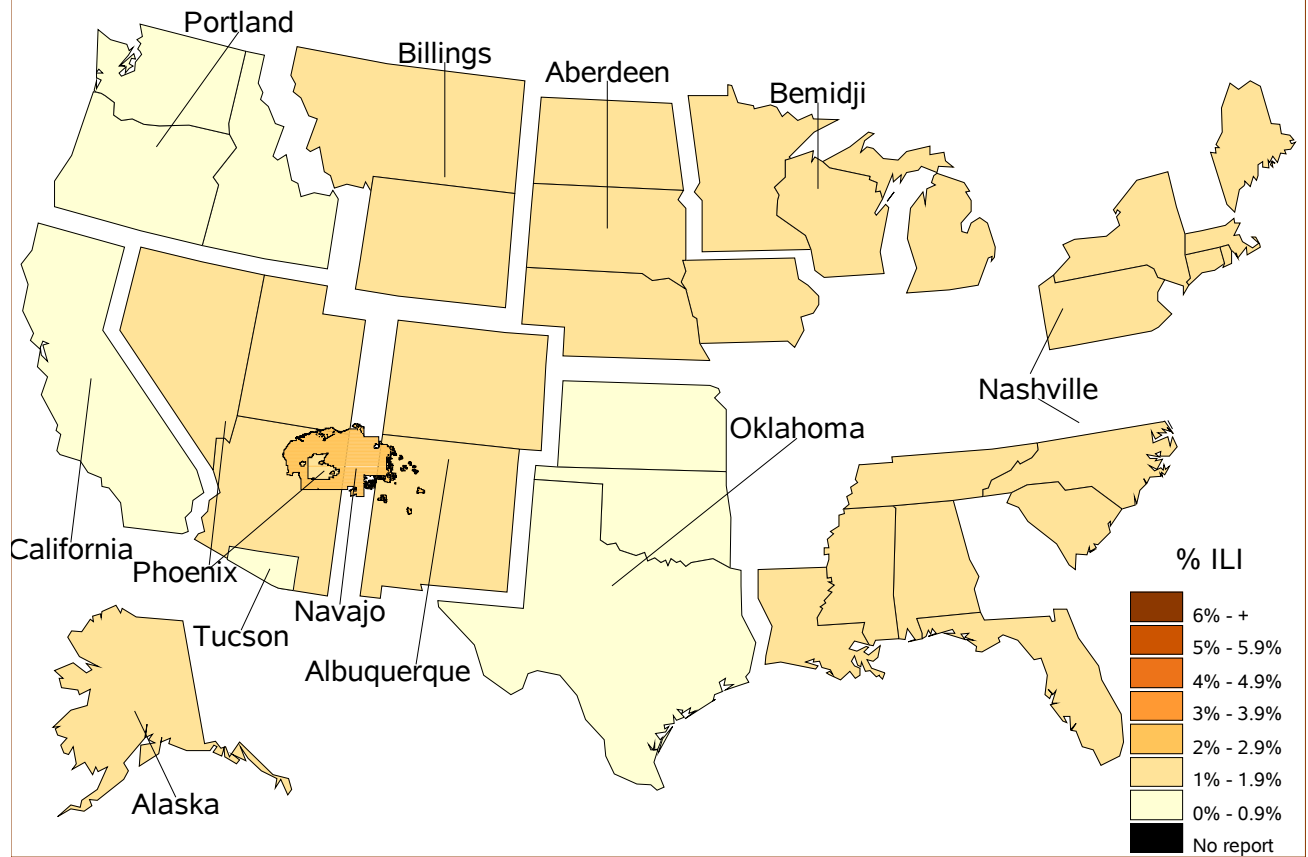 Portland
Billings
Aberdeen
Bemidji
Nashville
Oklahoma
California
Phoenix
Navajo
Tucson
Albuquerque
Alaska
% ILI
6% - +
5% - 5.9%
4% - 4.9%
3% - 3.9%
2% - 2.9%
1% - 1.9%
0% - 0.9%
No report